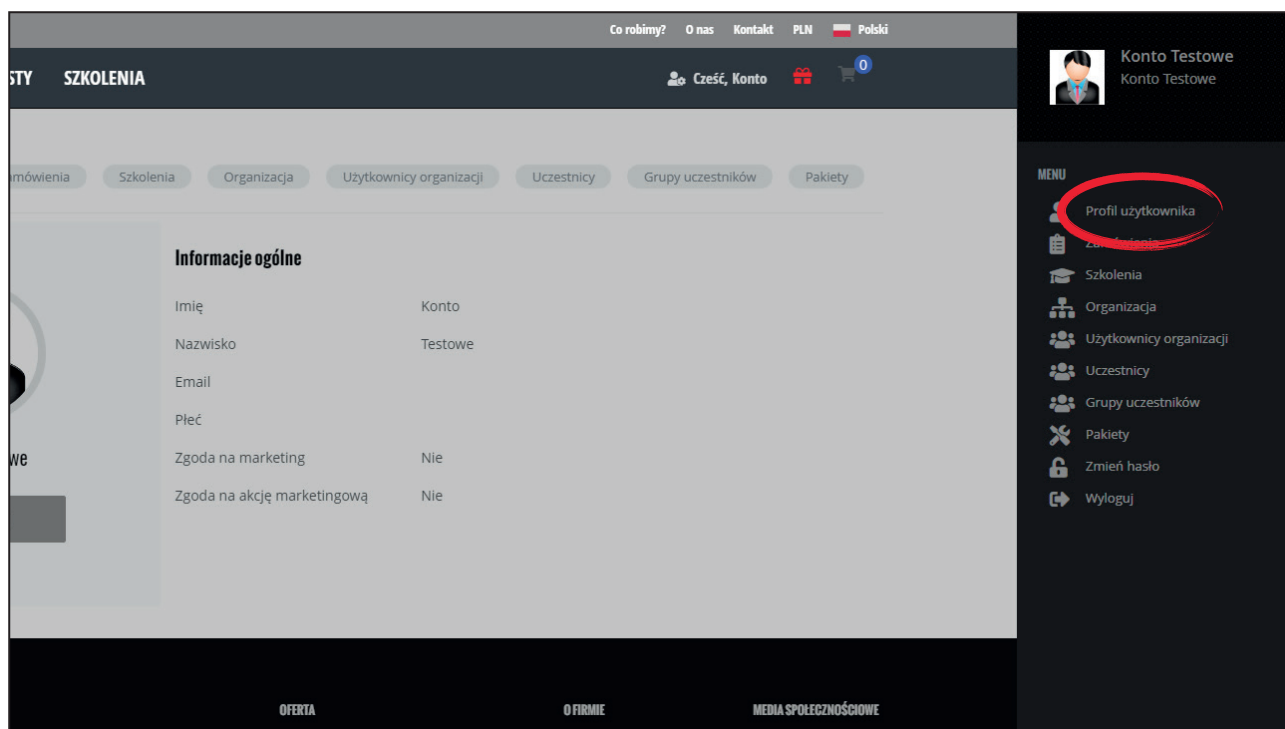 Co robimy? O nas Kontakt PLN Polski
STY SZKOLENIA Cześć, Konto 0
mówienia Szkolenia Organizacja Użytkownicy organizacji Uczestnicy Grupy uczestników Pakiety
Informacje ogólne
Imię Konto
Nazwisko Testowe
Email
Płeć
Zgoda na marketing Nie
we
Zgoda na akcję marketingową Nie
OFERTA O FIRMIE MEDIA SPOŁECZNOŚCIOWE
Konto Testowe
Konto Testowe
MENU
Profil użytkownika
Zamówienia
Szkolenia
Organizacja
Użytkownicy organizacji
Uczestnicy
Grupy uczestników
Pakiety
Zmień hasło
Wyloguj